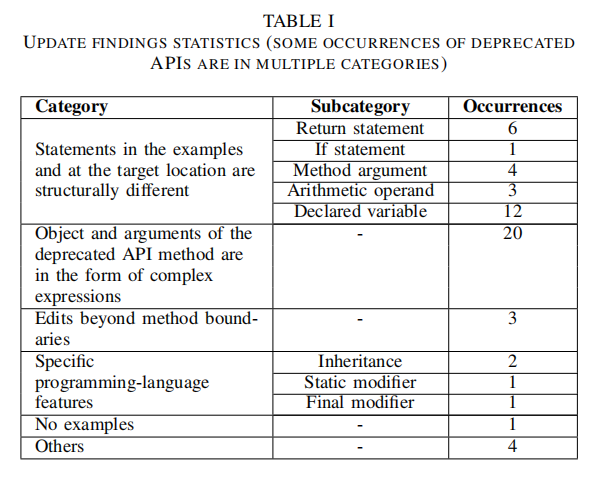 TABLE I
UPDATE FINDINGS STATISTICS (SOME OCCURRENCES OF DEPRECATED
APIS ARE IN MULTIPLE CATEGORIES)
Category Subcategory Occurrences
Statements in the examples
and at the target location are
structurally different
Return statement 6
If statement 1
Method argument 4
Arithmetic operand 3
Declared variable 12
Object and arguments of the - 20
deprecated API method are
in the form of complex
expressions
Edits beyond method bound- - 3
aries
Specific Inheritance 2
programming-language Static modifier 1
features Final modifier 1
No examples - 1
Others - 4